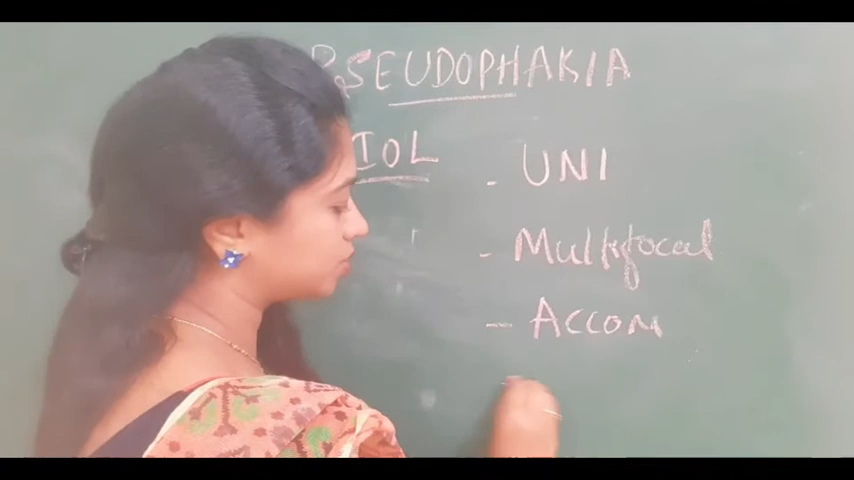 PSEUDOPHAKIA
IOL - UNI
- Multifocal
- ACCOM
-